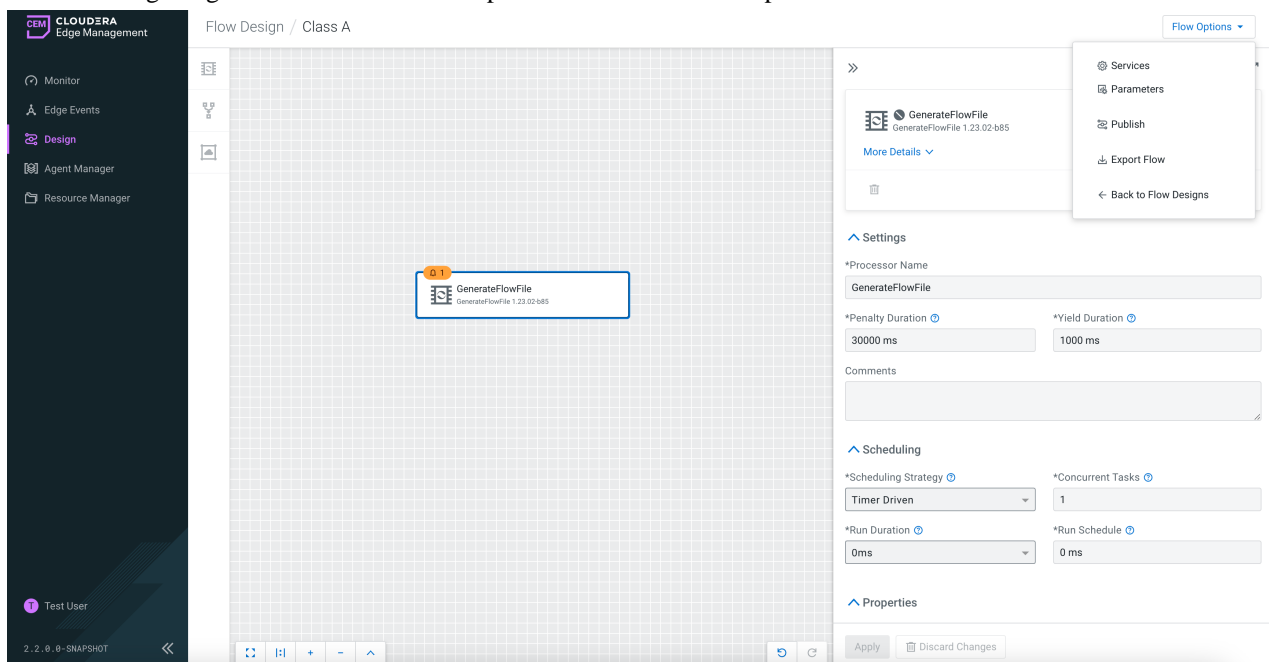 CEM CLOUDERA
Edge Management
Flow Design / Class A
Flow Options
Monitor
Edge Events
Design
Agent Manager
Resource Manager
Services
Parameters
Publish
Export Flow
Back to Flow Designs
GenerateFlowFile
GenerateFlowFile 1.23.02-b85
More Details
1
GenerateFlowFile
GenerateFlowFile 1.23.02-b85
Settings
*Processor Name
GenerateFlowFile
*Penalty Duration
*Yield Duration
30000 ms
1000 ms
Comments
Scheduling
*Scheduling Strategy
*Concurrent Tasks
Timer Driven
1
*Run Duration
*Run Schedule
0ms
0 ms
Properties
Apply
Discard Changes
T Test User
2.2.0.0-SNAPSHOT